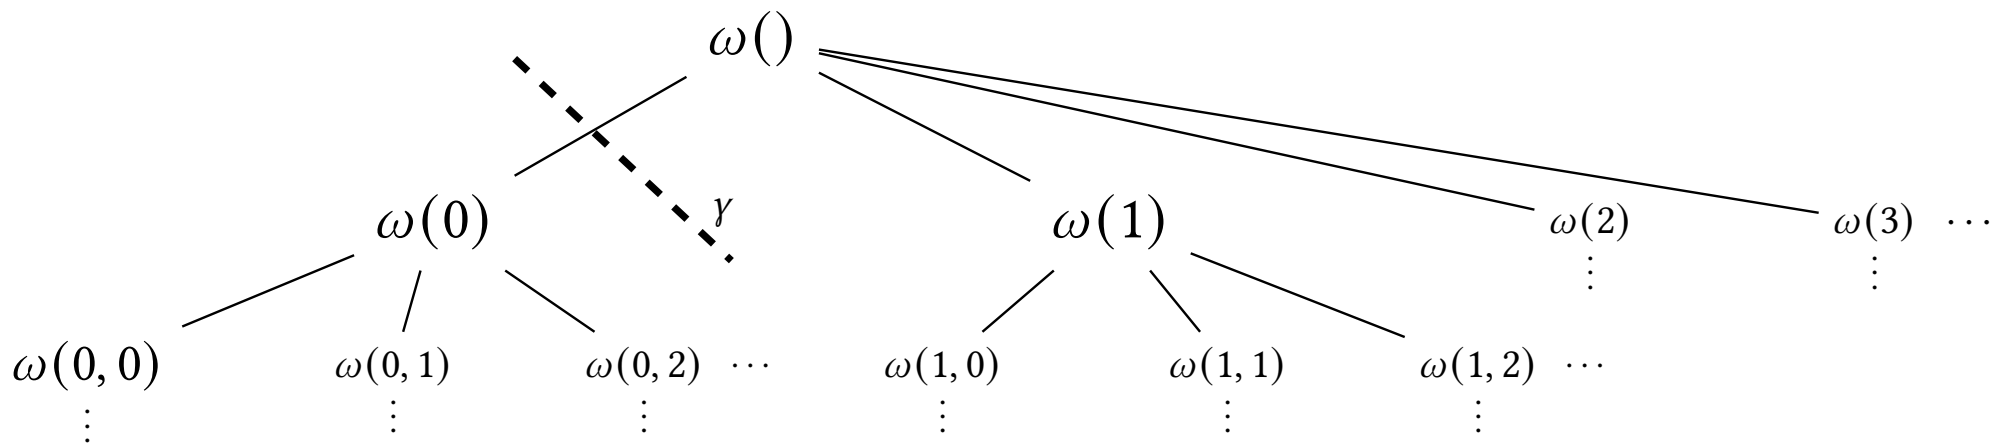 ω()
γ
ω(0) ω(1) ω(2) ω(3) ⋯
⋮ ⋮
ω(0, 0) ω(0, 1) ω(0, 2) ⋯ ω(1, 0) ω(1, 1) ω(1, 2) ⋯
⋮ ⋮ ⋮ ⋮ ⋮ ⋮